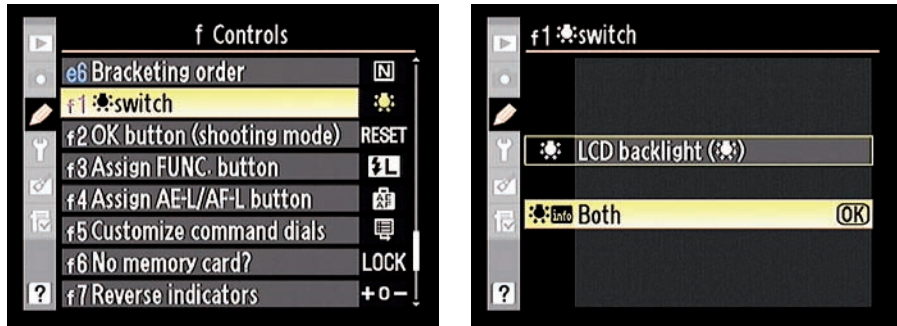 f Controls
e6 Bracketing order N
f1 switch
f2 OK button (shooting mode) RESET
f3 Assign FUNC. button L
f4 Assign AE-L/AF-L button AF
f5 Customize command dials
f6 No memory card? LOCK
f7 Reverse indicators +0−
?
f1 switch
LCD backlight ( )
info Both OK
?